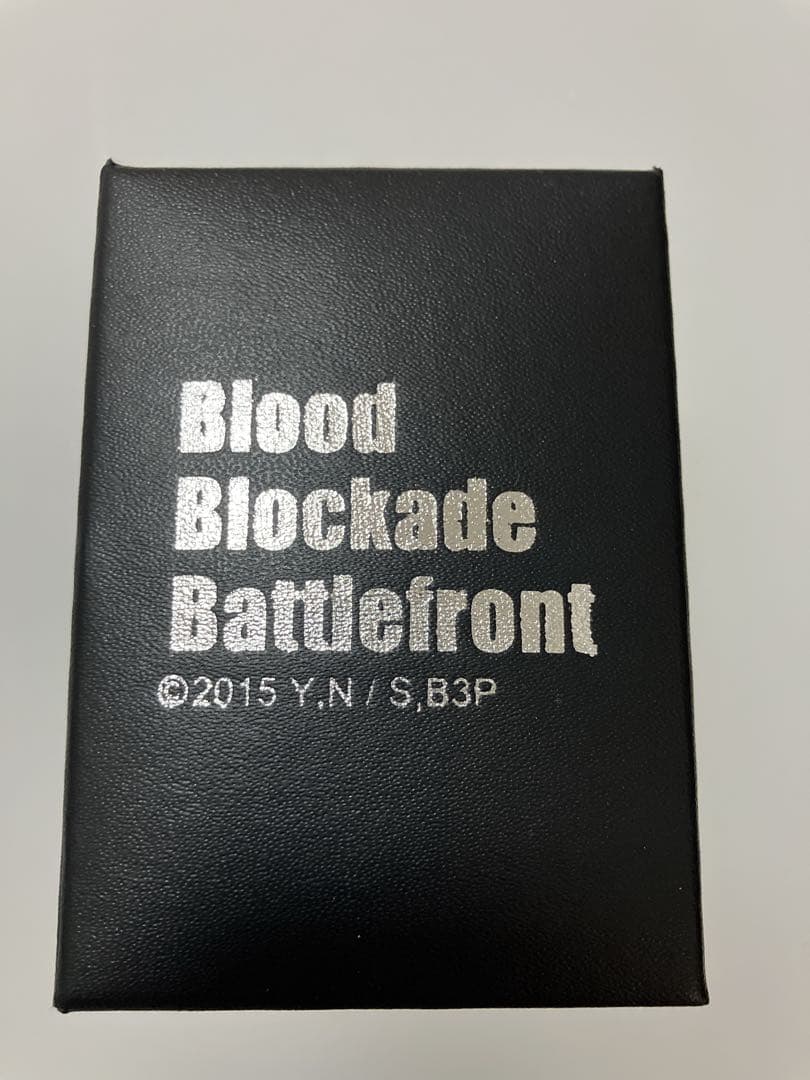 Blood
Blockade
Battlefront
©2015 Y,N / S,B3P